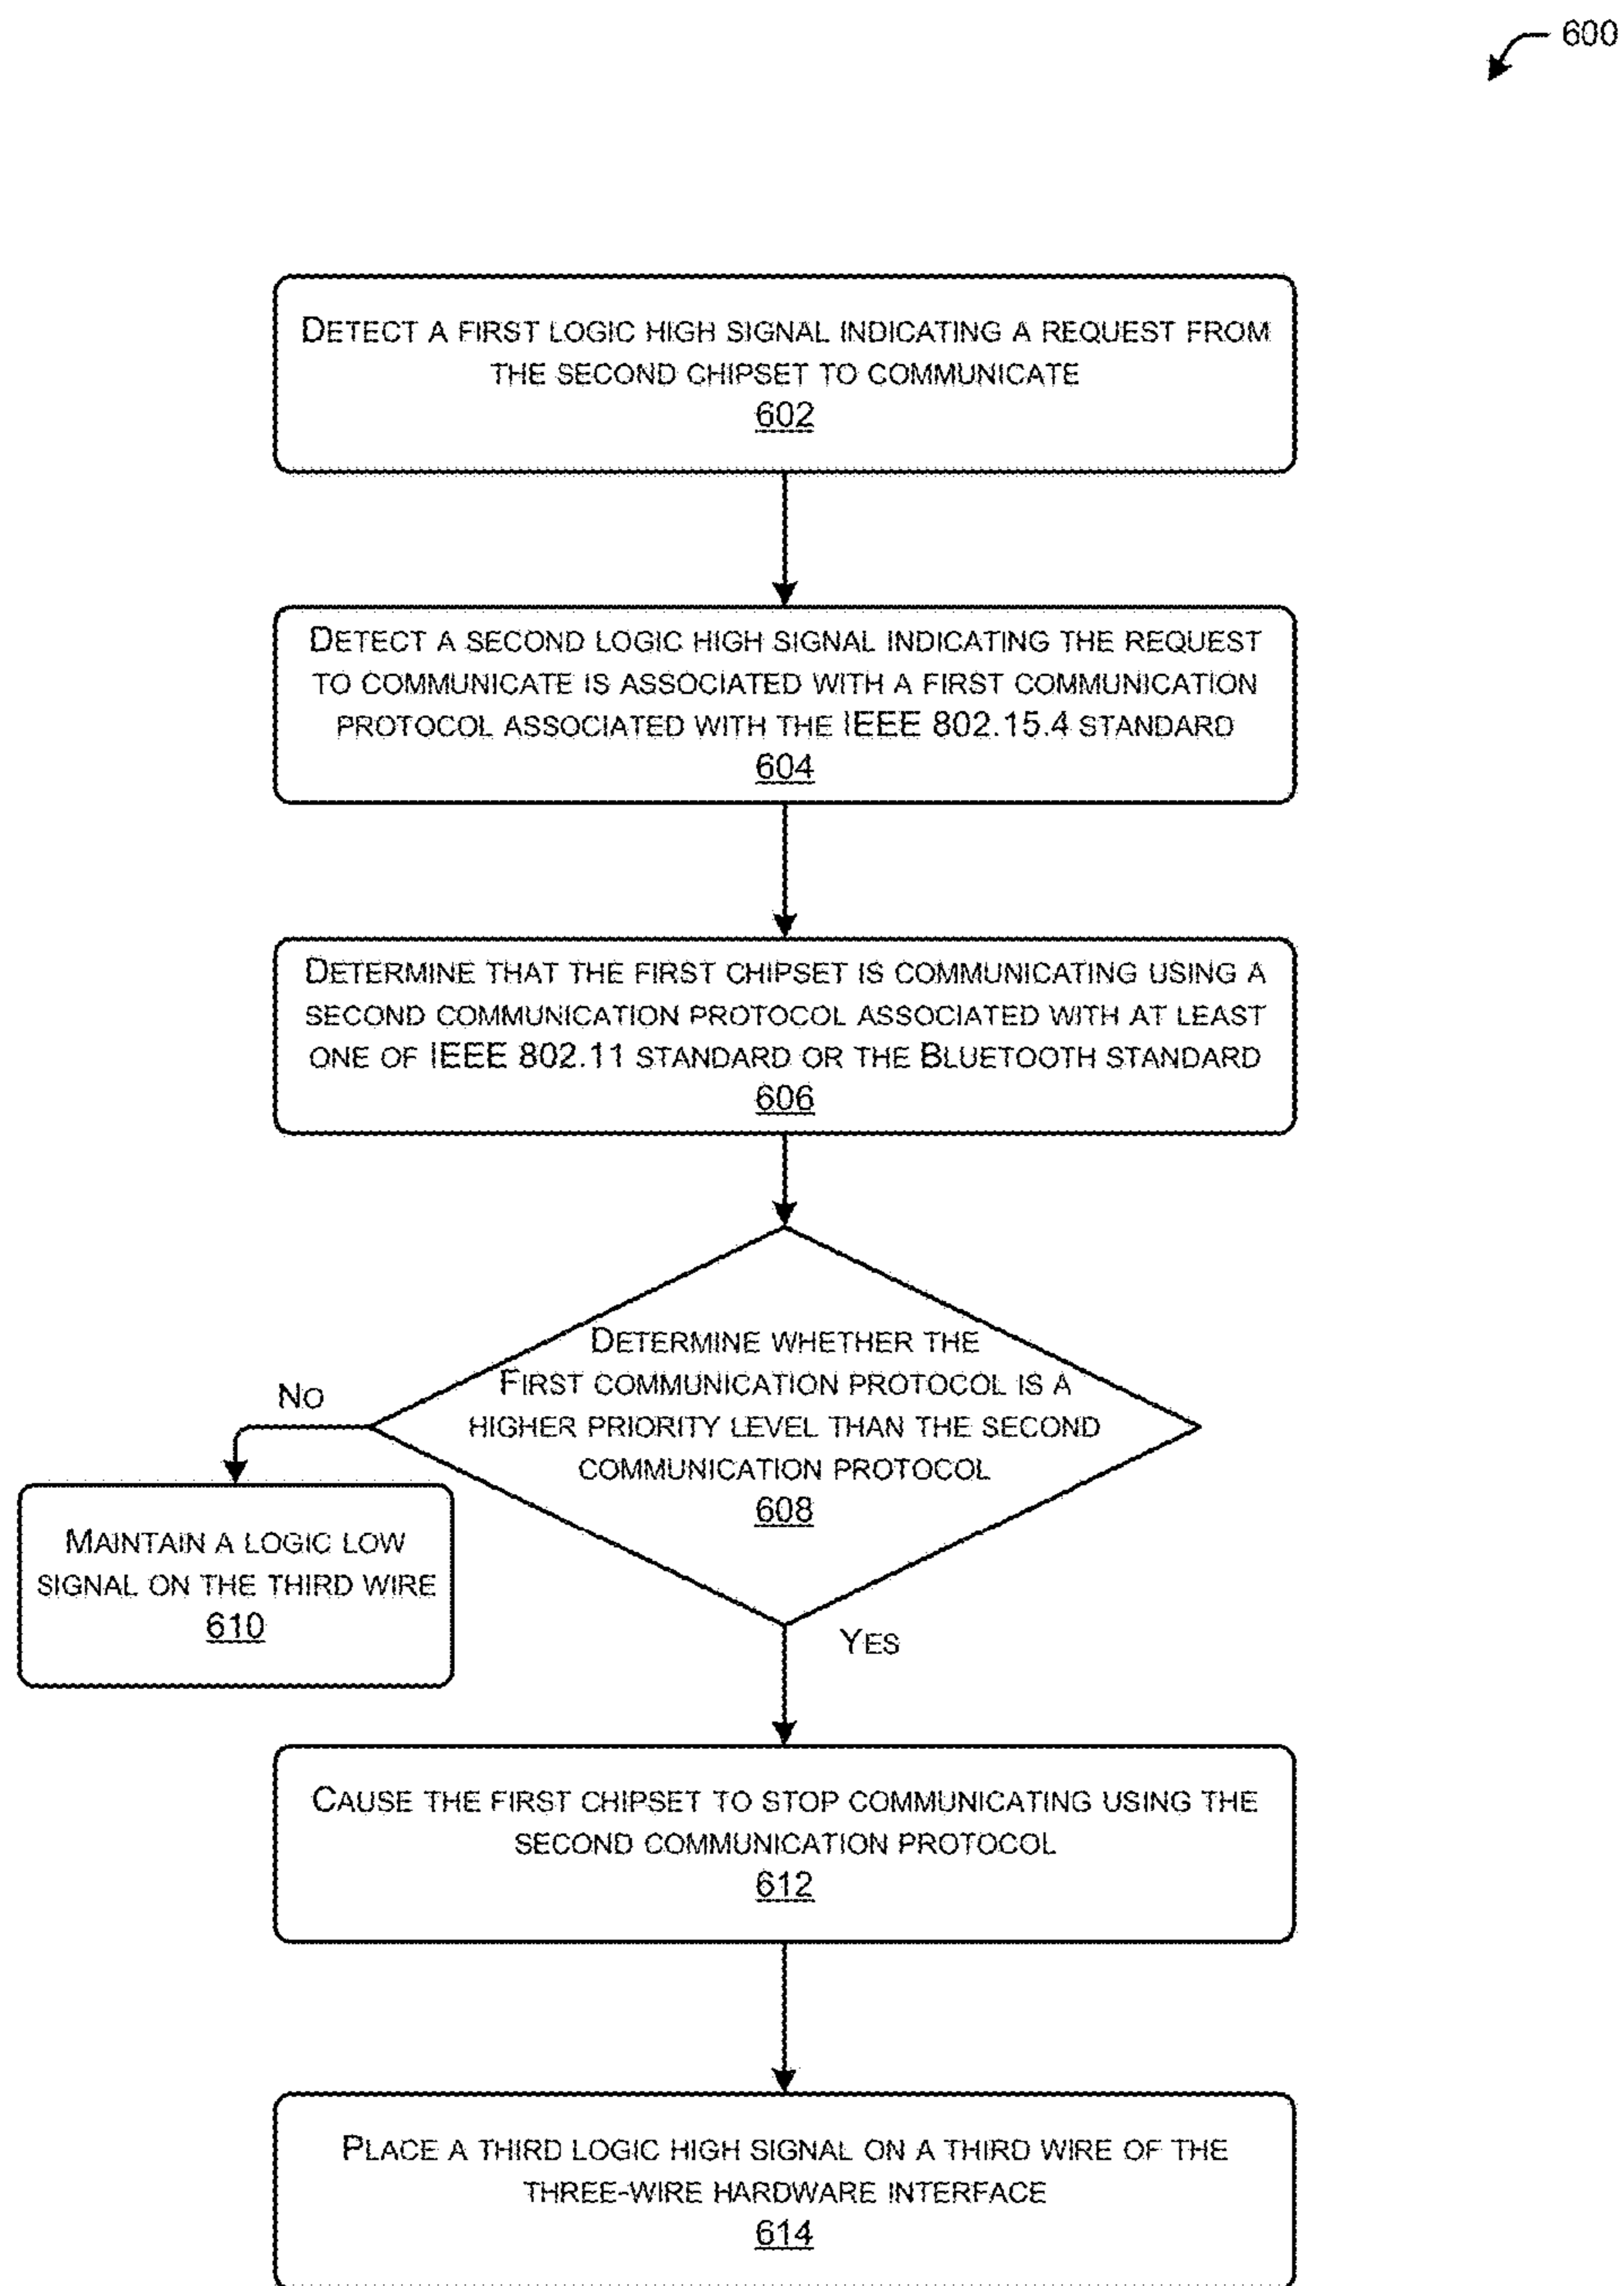 600
DETECT A FIRST LOGIC HIGH SIGNAL INDICATING A REQUEST FROM
THE SECOND CHIPSET TO COMMUNICATE
602
DETECT A SECOND LOGIC HIGH SIGNAL INDICATING THE REQUEST
TO COMMUNICATE IS ASSOCIATED WITH A FIRST COMMUNICATION
PROTOCOL ASSOCIATED WITH THE IEEE 802.15.4 STANDARD
604
DETERMINE THAT THE FIRST CHIPSET IS COMMUNICATING USING A
SECOND COMMUNICATION PROTOCOL ASSOCIATED WITH AT LEAST
ONE OF IEEE 802.11 STANDARD OR THE BLUETOOTH STANDARD
606
DETERMINE WHETHER THE
FIRST COMMUNICATION PROTOCOL IS A
HIGHER PRIORITY LEVEL THAN THE SECOND
COMMUNICATION PROTOCOL
608
NO
MAINTAIN A LOGIC LOW
SIGNAL ON THE THIRD WIRE
610
YES
CAUSE THE FIRST CHIPSET TO STOP COMMUNICATING USING THE
SECOND COMMUNICATION PROTOCOL
612
PLACE A THIRD LOGIC HIGH SIGNAL ON A THIRD WIRE OF THE
THREE-WIRE HARDWARE INTERFACE
614